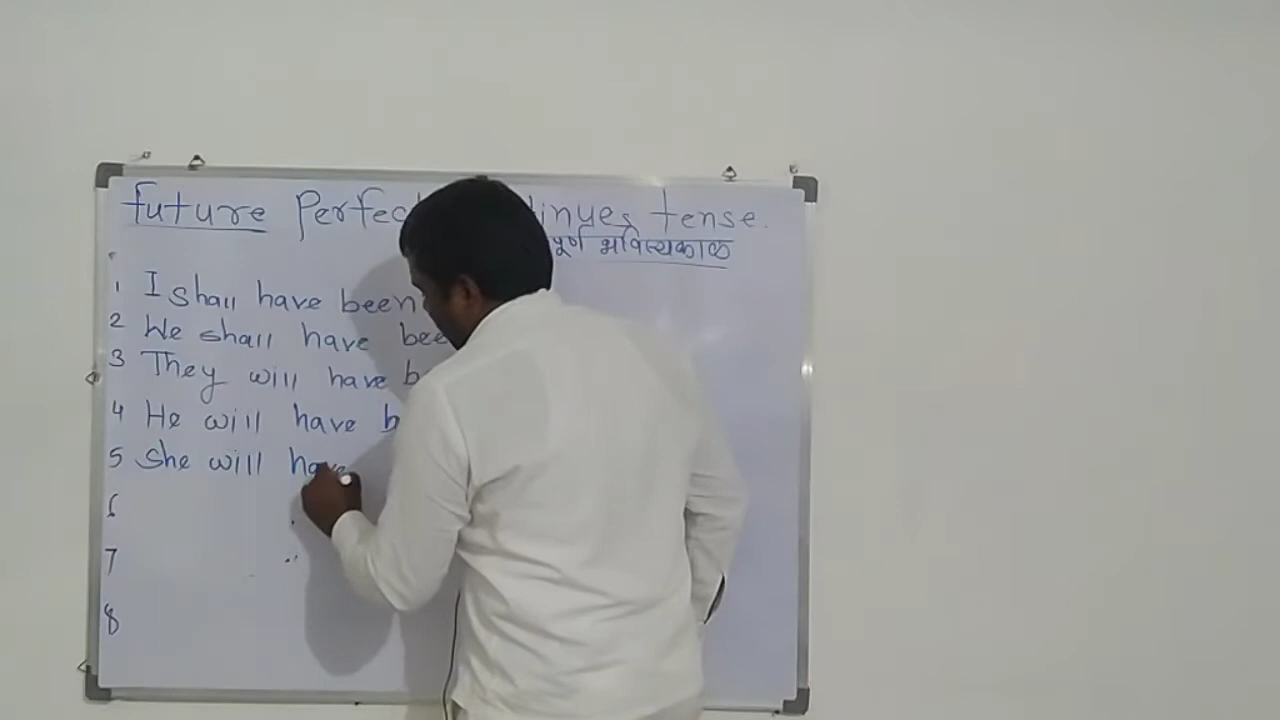 future Perfec tinues tense.
पूर्ण भविष्यकाळ
1 I shall have been
2 We shall have bee
3 They will have b
4 He will have b
5 She will have
6
7
8